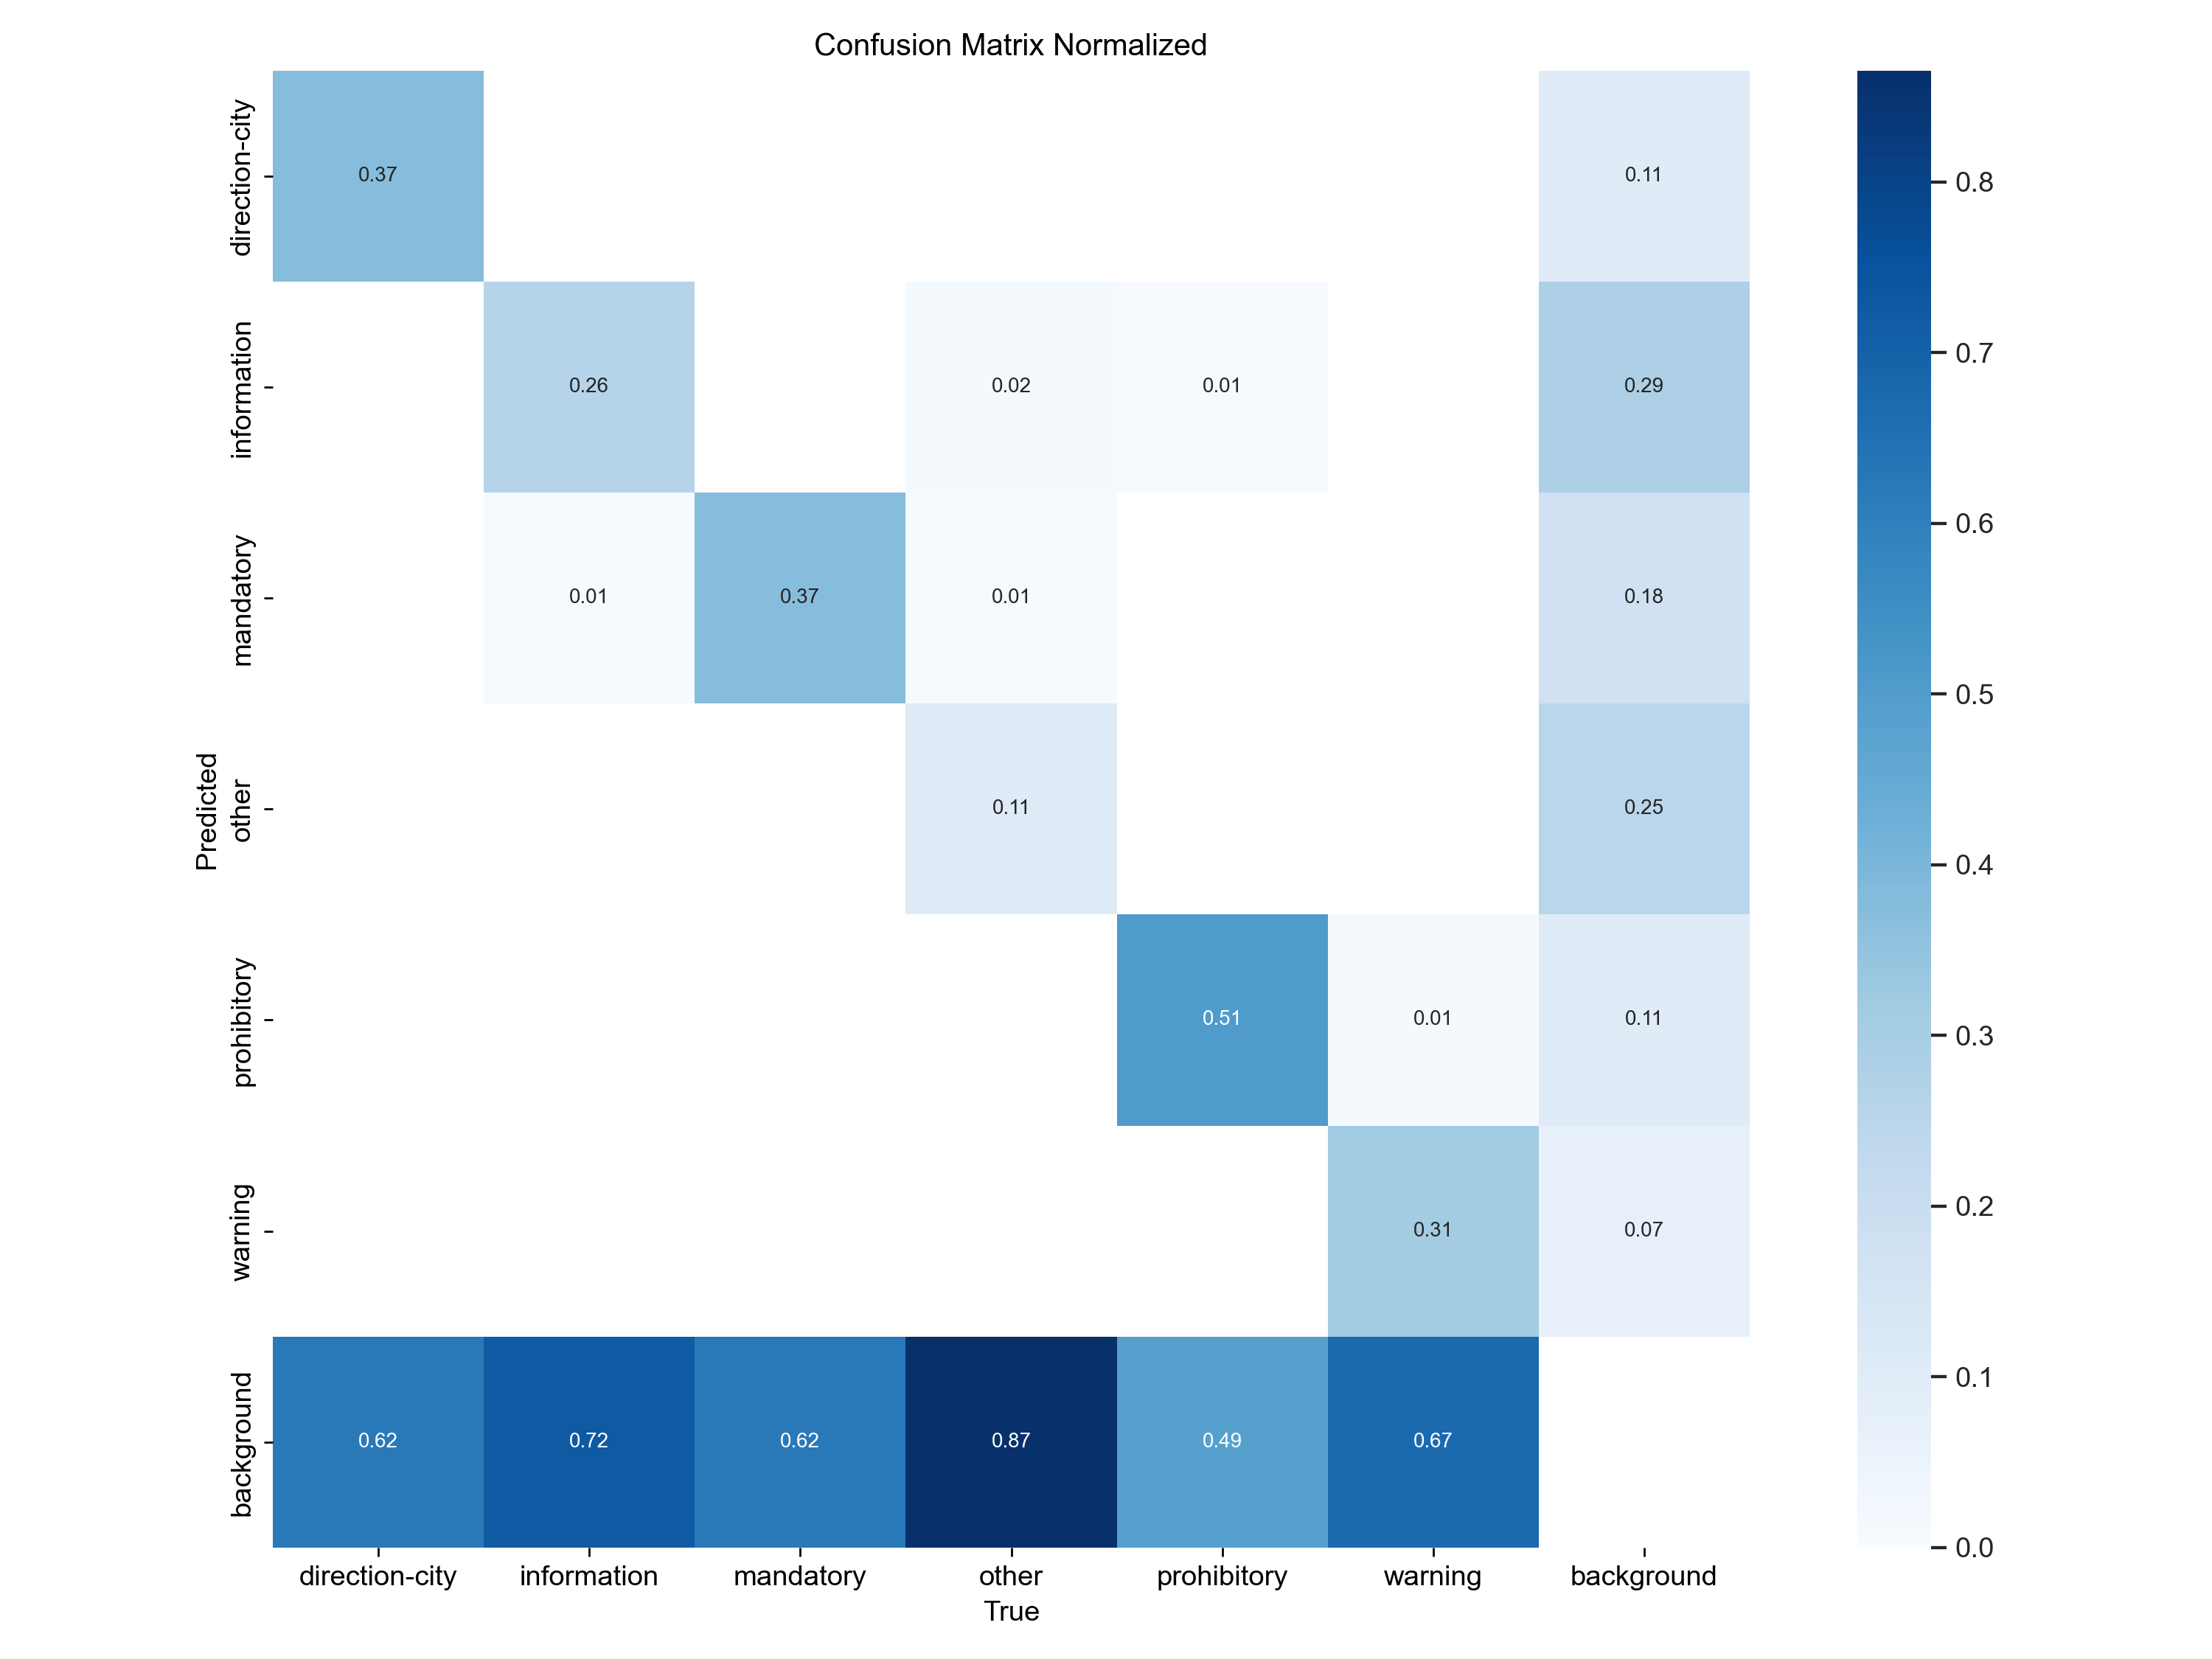 Confusion Matrix Normalized
direction-city
0.37
0.11
information
0.26
0.02
0.01
0.29
mandatory
0.01
0.37
0.01
0.18
other
0.11
0.25
prohibitory
0.51
0.01
0.11
warning
0.31
0.07
background
0.62
0.72
0.62
0.87
0.49
0.67
Predicted
direction-city
information
mandatory
other
prohibitory
warning
background
True
0.8
0.7
0.6
0.5
0.4
0.3
0.2
0.1
0.0